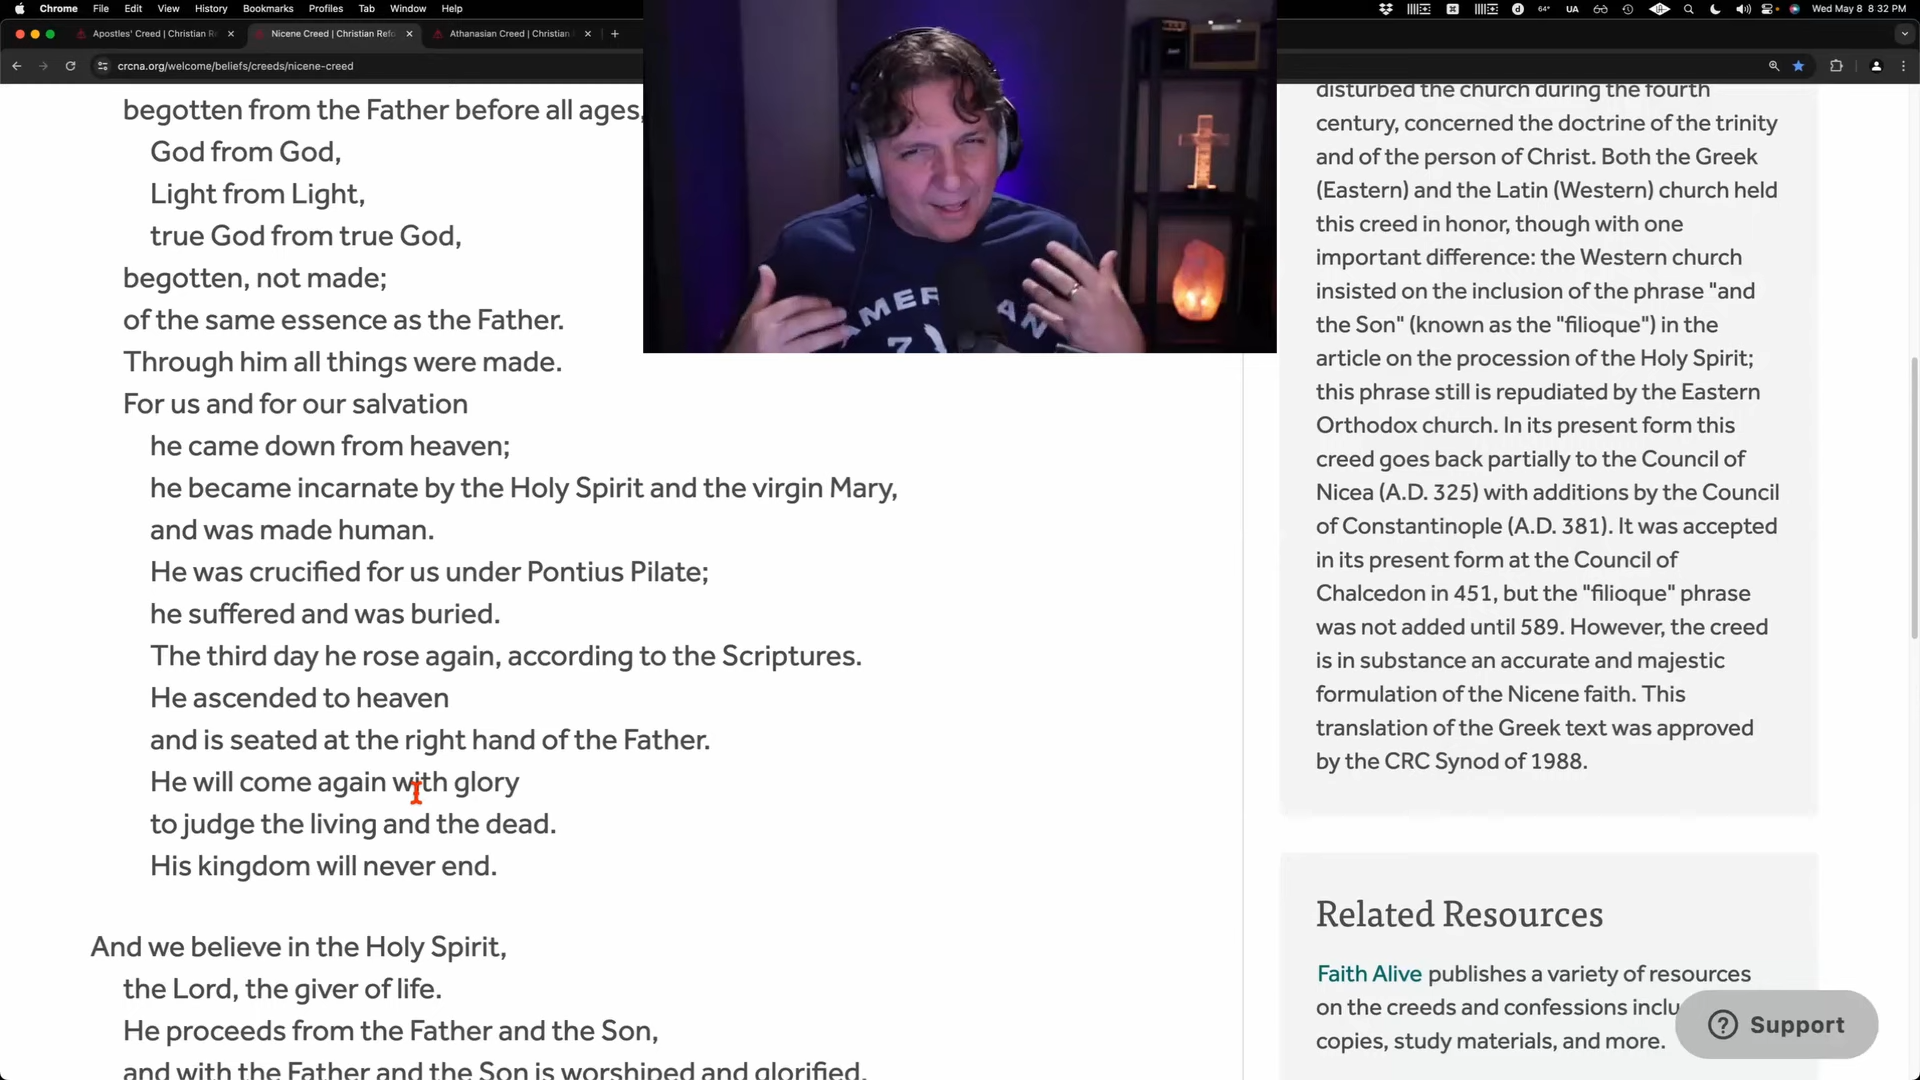 Chrome File Edit View History Bookmarks Profiles Tab Window Help
64° UA Wed May 8 8:32 PM
Apostles' Creed | Christian Re
Nicene Creed | Christian Refo
Athanasian Creed | Christian
crcna.org/welcome/beliefs/creeds/nicene-creed
begotten from the Father before all ages,
God from God,
Light from Light,
true God from true God,
begotten, not made;
of the same essence as the Father.
Through him all things were made.
For us and for our salvation
he came down from heaven;
he became incarnate by the Holy Spirit and the virgin Mary,
and was made human.
He was crucified for us under Pontius Pilate;
he suffered and was buried.
The third day he rose again, according to the Scriptures.
He ascended to heaven
and is seated at the right hand of the Father.
He will come again with glory
to judge the living and the dead.
His kingdom will never end.
And we believe in the Holy Spirit,
the Lord, the giver of life.
He proceeds from the Father and the Son,
and with the Father and the Son is worshiped and glorified.
AMER AN
7
disturbed the church during the fourth
century, concerned the doctrine of the trinity
and of the person of Christ. Both the Greek
(Eastern) and the Latin (Western) church held
this creed in honor, though with one
important difference: the Western church
insisted on the inclusion of the phrase "and
the Son" (known as the "filioque") in the
article on the procession of the Holy Spirit;
this phrase still is repudiated by the Eastern
Orthodox church. In its present form this
creed goes back partially to the Council of
Nicea (A.D. 325) with additions by the Council
of Constantinople (A.D. 381). It was accepted
in its present form at the Council of
Chalcedon in 451, but the "filioque" phrase
was not added until 589. However, the creed
is in substance an accurate and majestic
formulation of the Nicene faith. This
translation of the Greek text was approved
by the CRC Synod of 1988.
Related Resources
Faith Alive publishes a variety of resources
on the creeds and confessions inclu
copies, study materials, and more.
Support